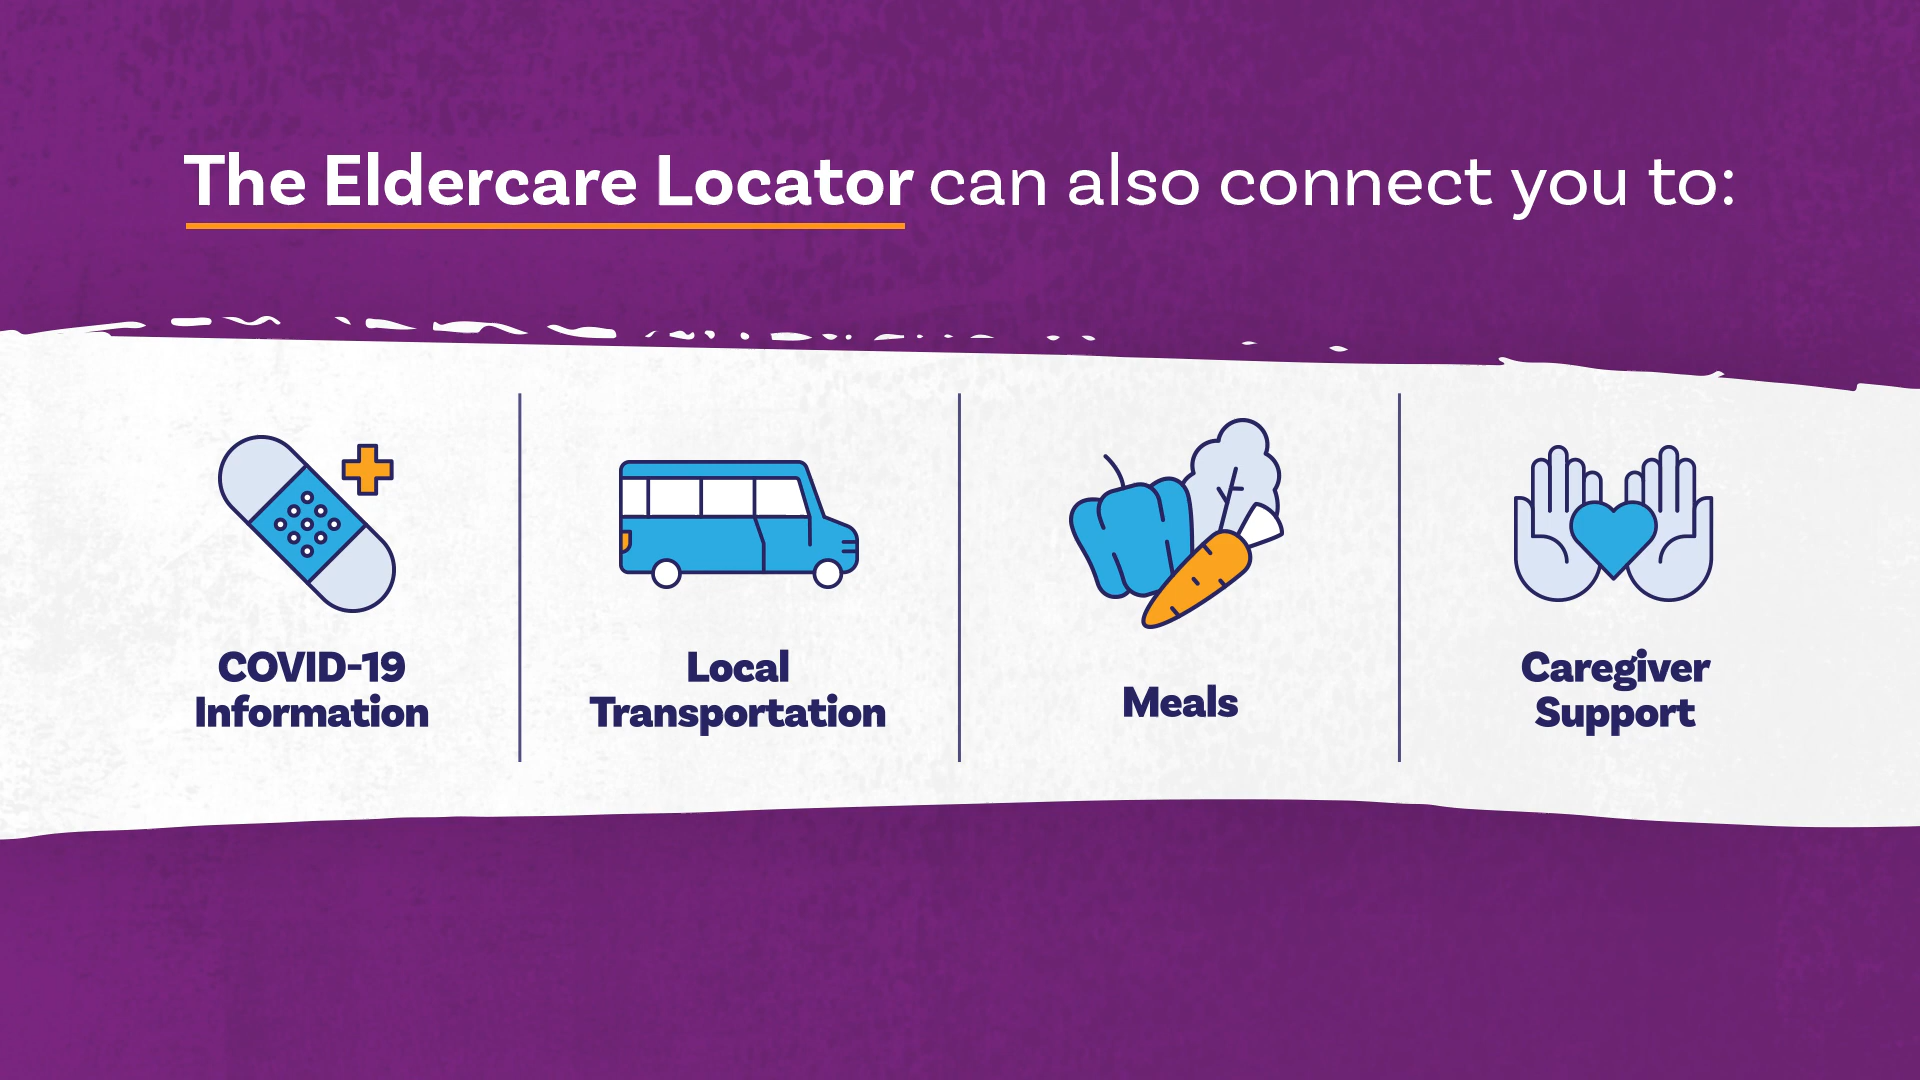 The Eldercare Locator can also connect you to:
COVID-19
Information
Local
Transportation
Meals
Caregiver
Support